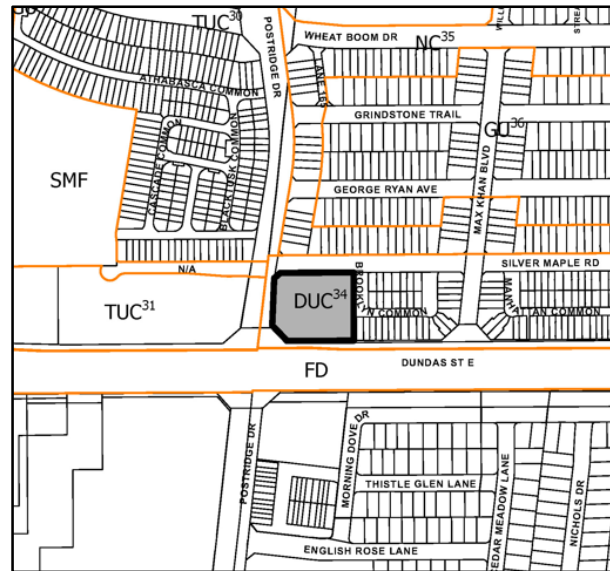 TUC30
POSTRIDGE DR
WHEAT BOOM DR
NC35
ATHABASCA COMMON
LANE 165
GRINDSTONE TRAIL
GU36
SMF
CASCADE COMMON
BLACKTUSK COMMON
GEORGE RYAN AVE
MAX KHAN BLVD
N/A
SILVER MAPLE RD
TUC31
DUC34
BROOKLYN COMMON
MANHATTAN COMMON
DUNDAS ST E
FD
POSTRIDGE DR
MORNING DOVE DR
THISTLE GLEN LANE
CEDAR MEADOW LANE
NICHOLS DR
ENGLISH ROSE LANE